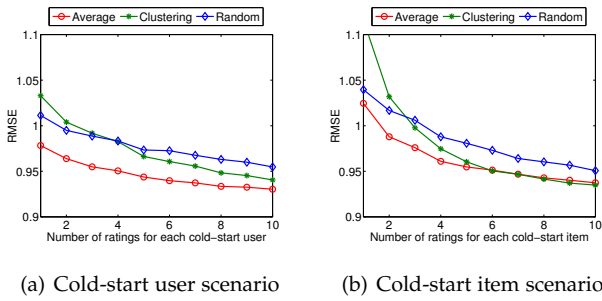 Average Clustering Random
1.1
1.05
1
0.95
0.9
RMSE
2 4 6 8 10
Number of ratings for each cold−start user
(a) Cold-start user scenario
Average Clustering Random
1.1
1.05
1
0.95
0.9
RMSE
2 4 6 8 10
Number of ratings for each cold−start item
(b) Cold-start item scenario